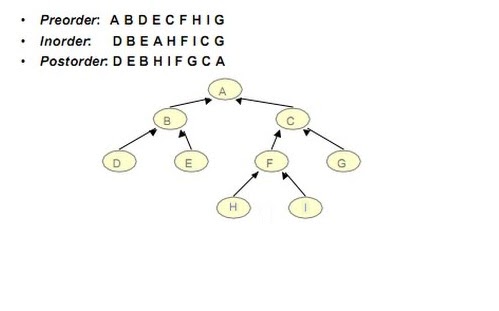 • Preorder: A B D E C F H I G
• Inorder: D B E A H F I C G
• Postorder: D E B H I F G C A
A
B
C
D
E
F
G
H
I